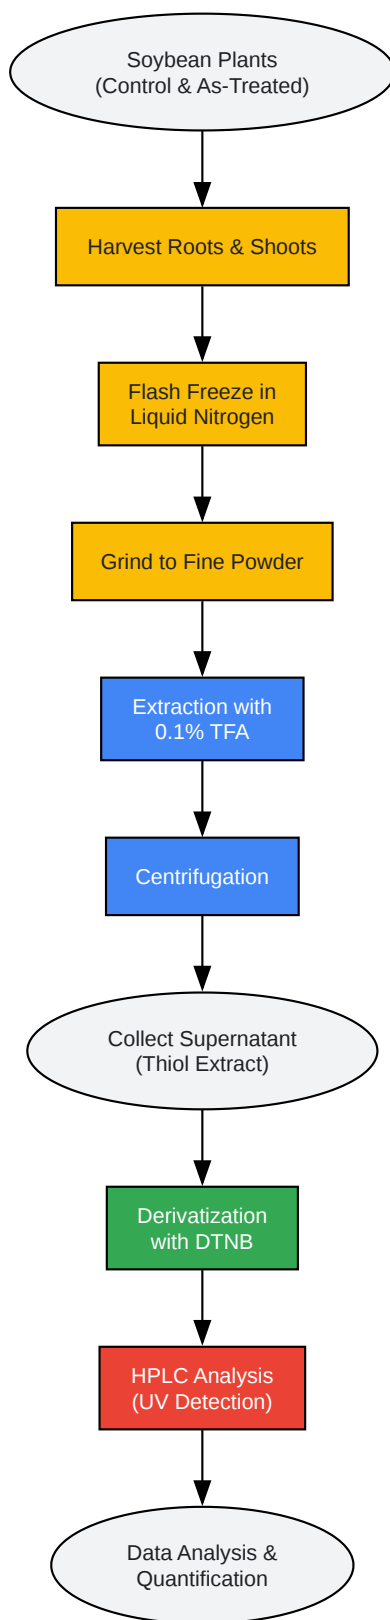 Soybean Plants
(Control & As-Treated)
Harvest Roots & Shoots
Flash Freeze in
Liquid Nitrogen
Grind to Fine Powder
Extraction with
0.1% TFA
Centrifugation
Collect Supernatant
(Thiol Extract)
Derivatization
with DTNB
HPLC Analysis
(UV Detection)
Data Analysis &
Quantification